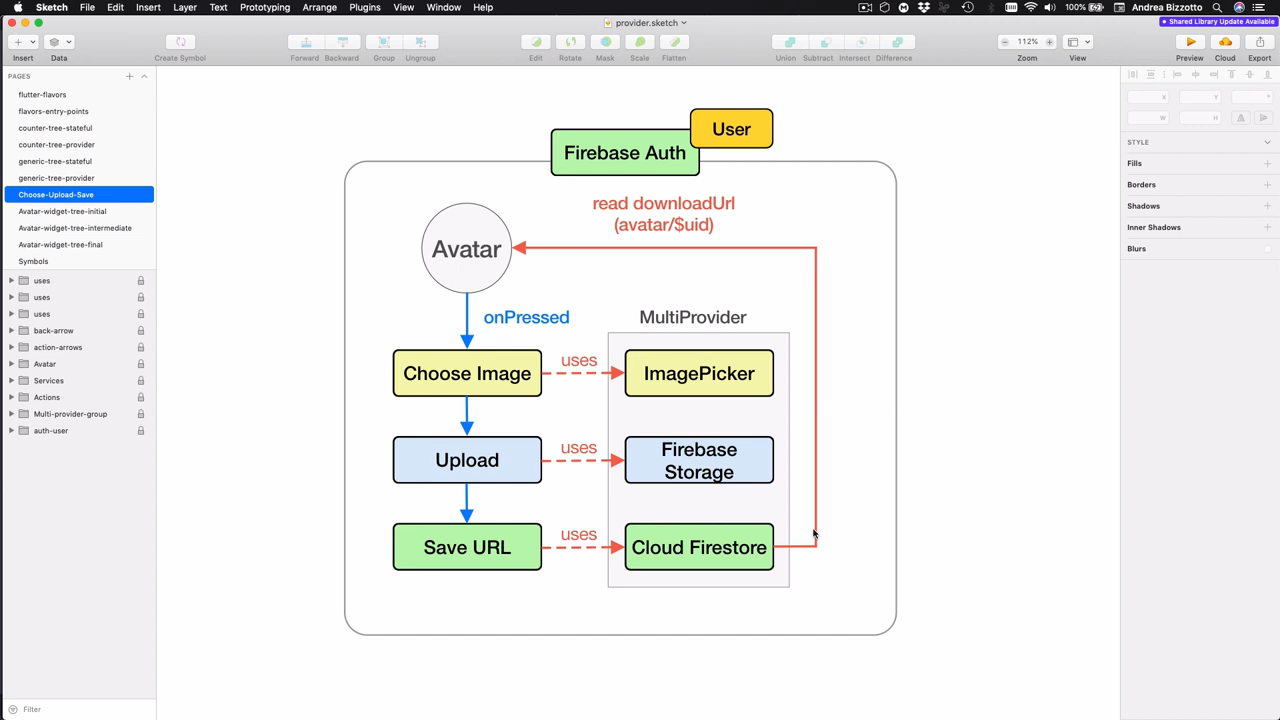 Sketch File Edit Insert Layer Text Prototyping Arrange Plugins View Window Help
100% Andrea Bizzotto
provider.sketch
Shared Library Update Available
Insert Data Create Symbol Forward Backward Group Ungroup Edit Rotate Mask Scale Flatten Union Subtract Intersect Difference Zoom View Preview Cloud Export
112%
PAGES
flutter-flavors
flavors-entry-points
counter-tree-stateful
counter-tree-provider
generic-tree-stateful
generic-tree-provider
Choose-Upload-Save
Avatar-widget-tree-initial
Avatar-widget-tree-intermediate
Avatar-widget-tree-final
Symbols
uses
uses
uses
back-arrow
action-arrows
Avatar
Services
Actions
Multi-provider-group
auth-user
Filter
User
Firebase Auth
read downloadUrl
(avatar/$uid)
Avatar
onPressed
MultiProvider
Choose Image
uses
ImagePicker
Upload
uses
Firebase
Storage
Save URL
uses
Cloud Firestore
X Y °
W H
STYLE
Fills
Borders
Shadows
Inner Shadows
Blurs